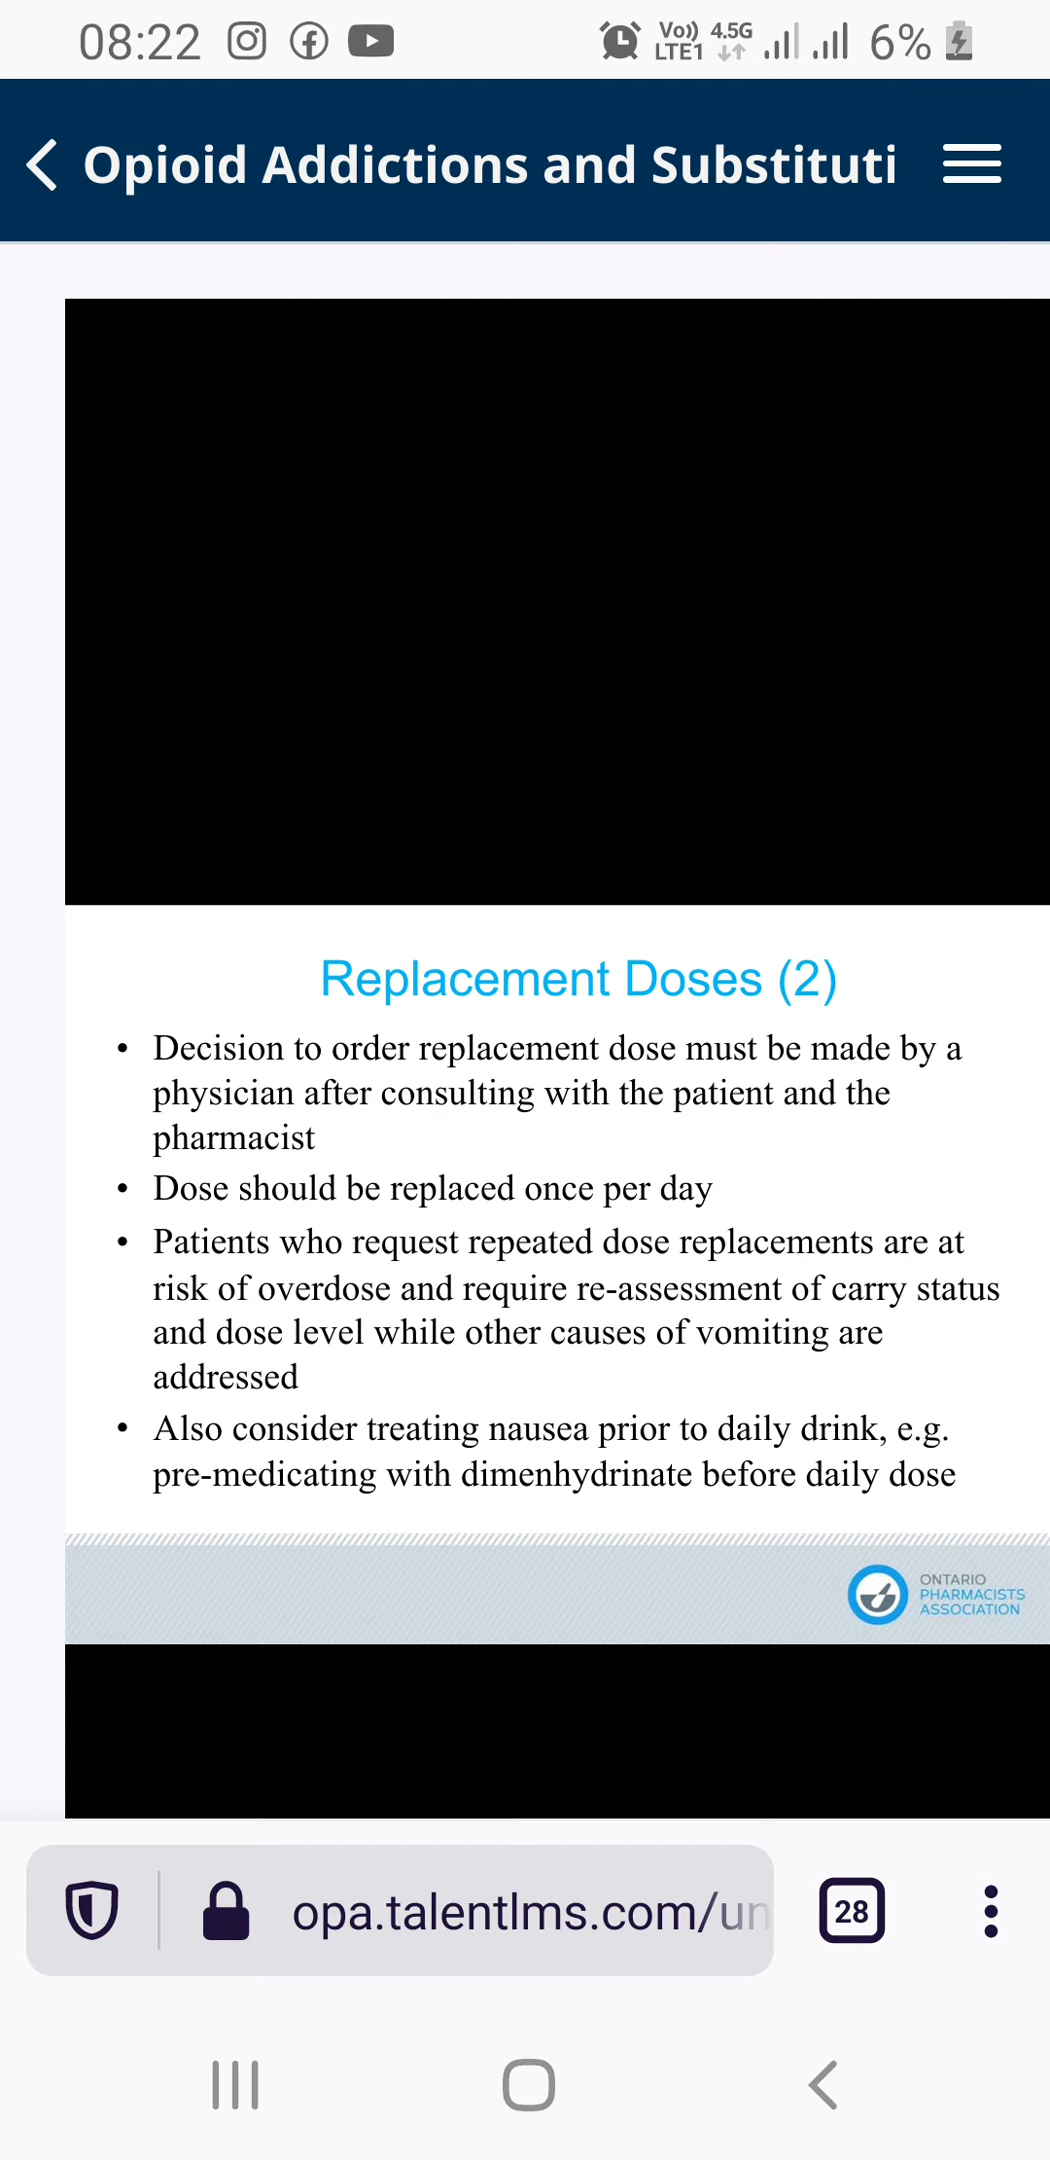 08:22 Vo)) LTE1 4.5G 6%
Opioid Addictions and Substituti
Replacement Doses (2)
• Decision to order replacement dose must be made by a
physician after consulting with the patient and the
pharmacist
• Dose should be replaced once per day
• Patients who request repeated dose replacements are at
risk of overdose and require re-assessment of carry status
and dose level while other causes of vomiting are
addressed
• Also consider treating nausea prior to daily drink, e.g.
pre-medicating with dimenhydrinate before daily dose
ONTARIO
PHARMACISTS
ASSOCIATION
opa.talentlms.com/un
28